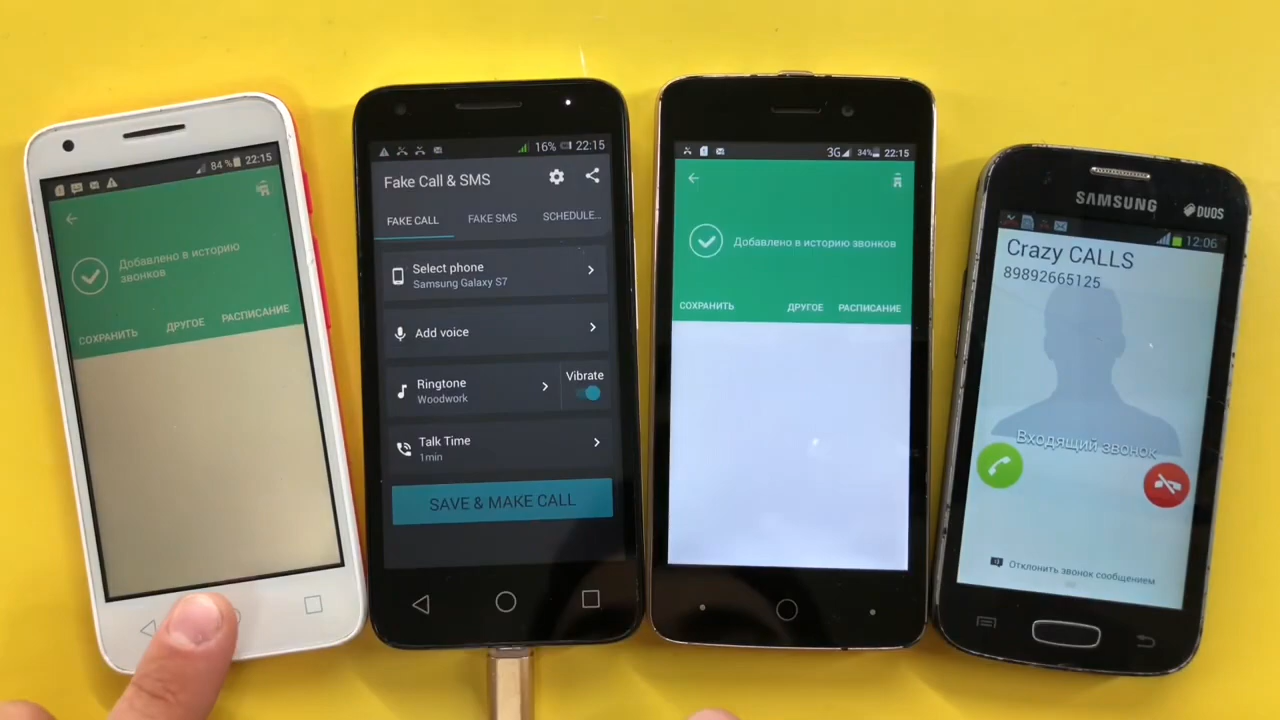 84 % 22:15
Добавлено в историю
звонков
СОХРАНИТЬ ДРУГОЕ РАСПИСАНИЕ
16% 22:15
Fake Call & SMS
FAKE CALL FAKE SMS SCHEDULE...
Select phone
Samsung Galaxy S7
Add voice
Ringtone
Woodwork
Vibrate
Talk Time
1min
SAVE & MAKE CALL
3G 34% 22:15
Добавлено в историю звонков
СОХРАНИТЬ ДРУГОЕ РАСПИСАНИЕ
SAMSUNG DUOS
12:06
Crazy CALLS
89892665125
Входящий звонок
Отклонить звонок сообщением